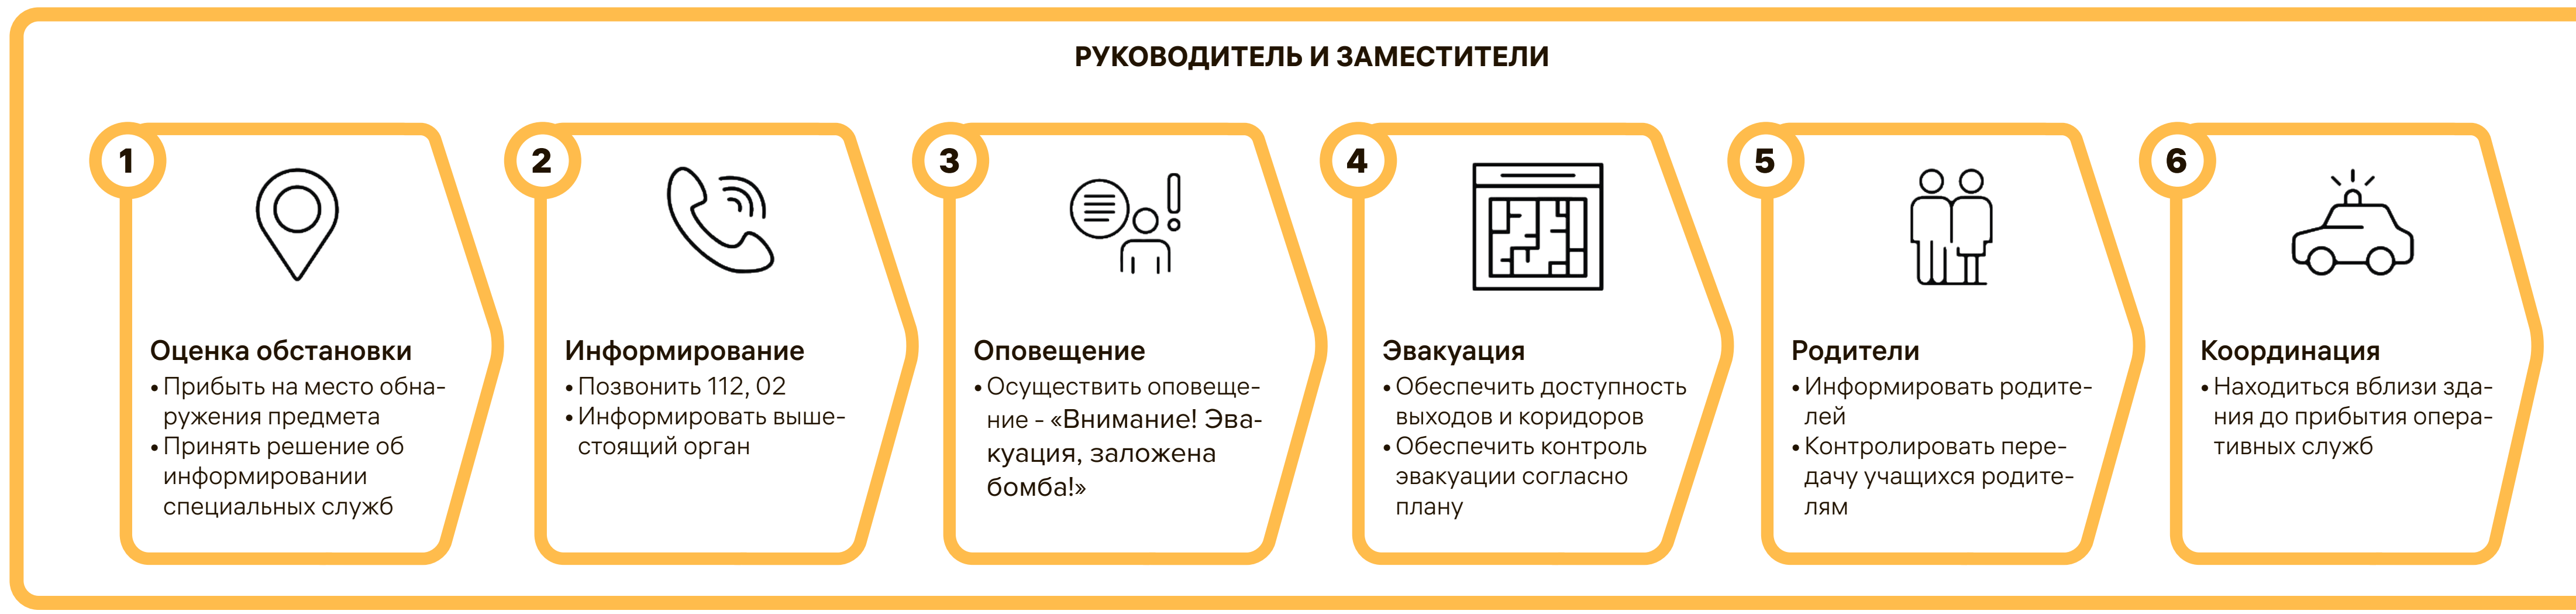 РУКОВОДИТЕЛЬ И ЗАМЕСТИТЕЛИ
1
Оценка обстановки
• Прибыть на место обна-
ружения предмета
• Принять решение об
информировании
специальных служб
2
Информирование
• Позвонить 112, 02
• Информировать выше-
стоящий орган
3
Оповещение
• Осуществить оповеще-
ние - «Внимание! Эва-
куация, заложена
бомба!»
4
Эвакуация
• Обеспечить доступность
выходов и коридоров
• Обеспечить контроль
эвакуации согласно
плану
5
Родители
• Информировать родите-
лей
• Контролировать пере-
дачу учащихся родите-
лям
6
Координация
• Находиться вблизи зда-
ния до прибытия опера-
тивных служб